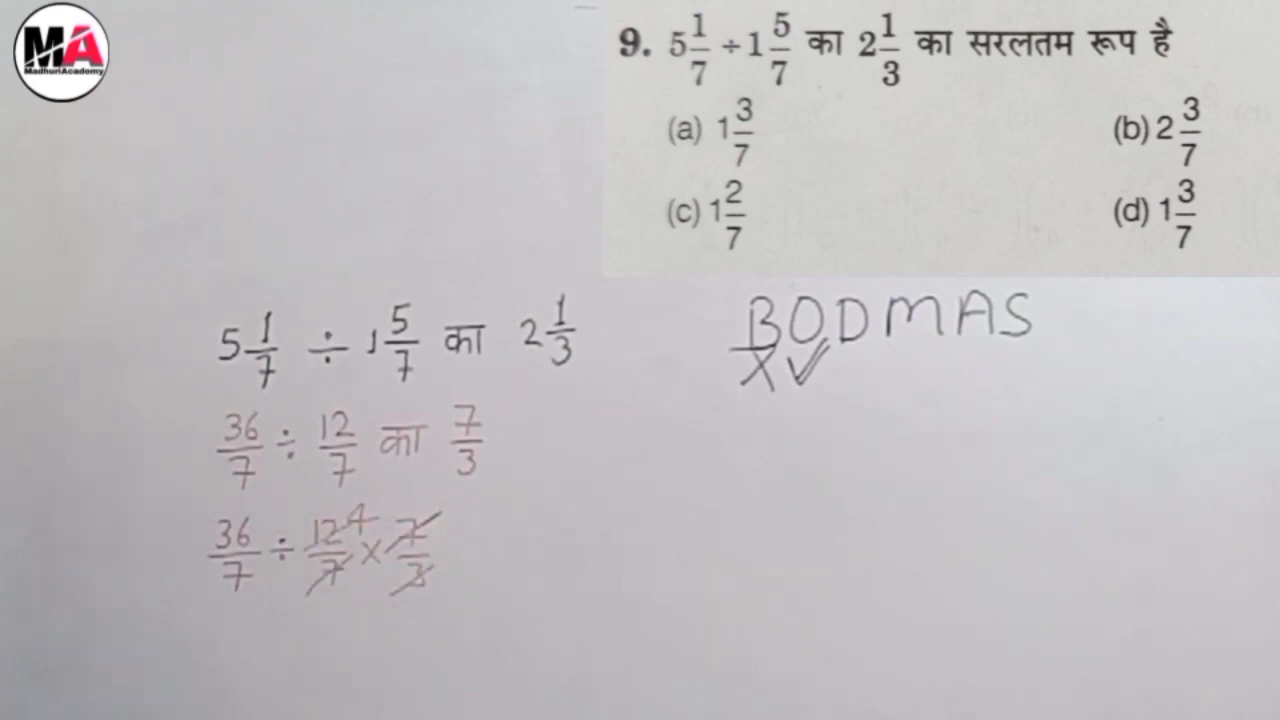 MA
MadhuriAcademy
9. 5 1/7 ÷ 1 5/7 का 2 1/3 का सरलतम रूप है
(a) 1 3/7
(b) 2 3/7
(c) 1 2/7
(d) 1 3/7
5 1/7 ÷ 1 5/7 का 2 1/3
BODMAS
X ✓
36/7 ÷ 12/7 का 7/3
36/7 ÷ 12/7 4 × 7/3